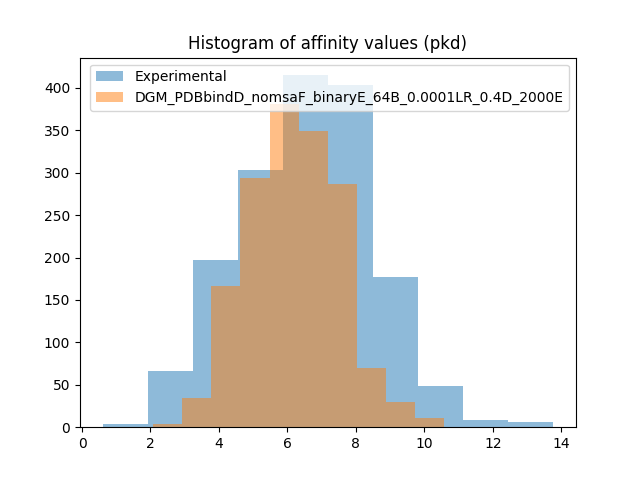 Histogram of affinity values (pkd)
Experimental
DGM_PDBbindD_nomsaF_binaryE_64B_0.0001LR_0.4D_2000E
400
350
300
250
200
150
100
50
0
0 2 4 6 8 10 12 14